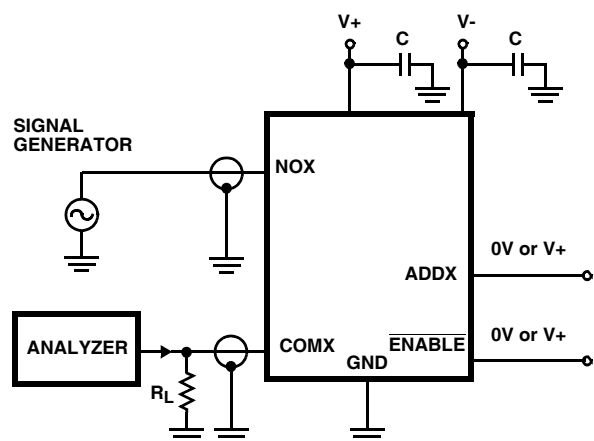 V+
V-
C
C
SIGNAL
GENERATOR
NOX
0V or V+
ADDX
0V or V+
ANALYZER
COMX
ENABLE
GND
RL